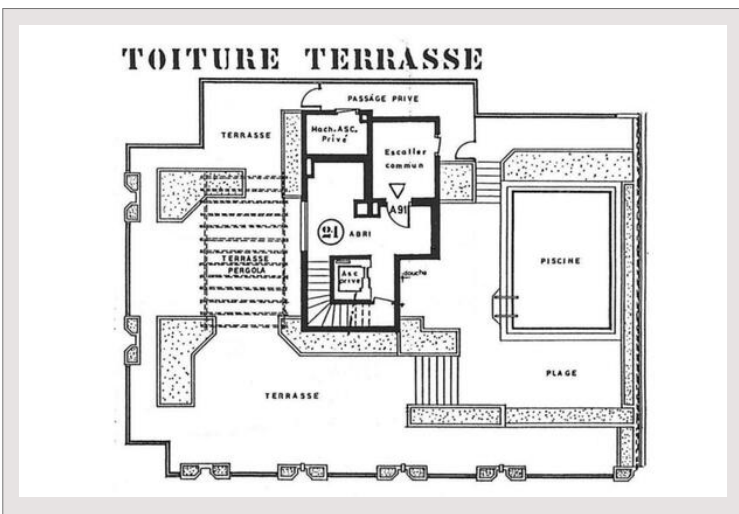 TOITURE TERRASSE
PASSAGE PRIVE
TERRASSE
Mach. ASC.
Privé
Escalier
commun
A91
21
ABRI
TERRASSE
PERGOLA
Asc
privé
douche
PISCINE
PLAGE
TERRASSE